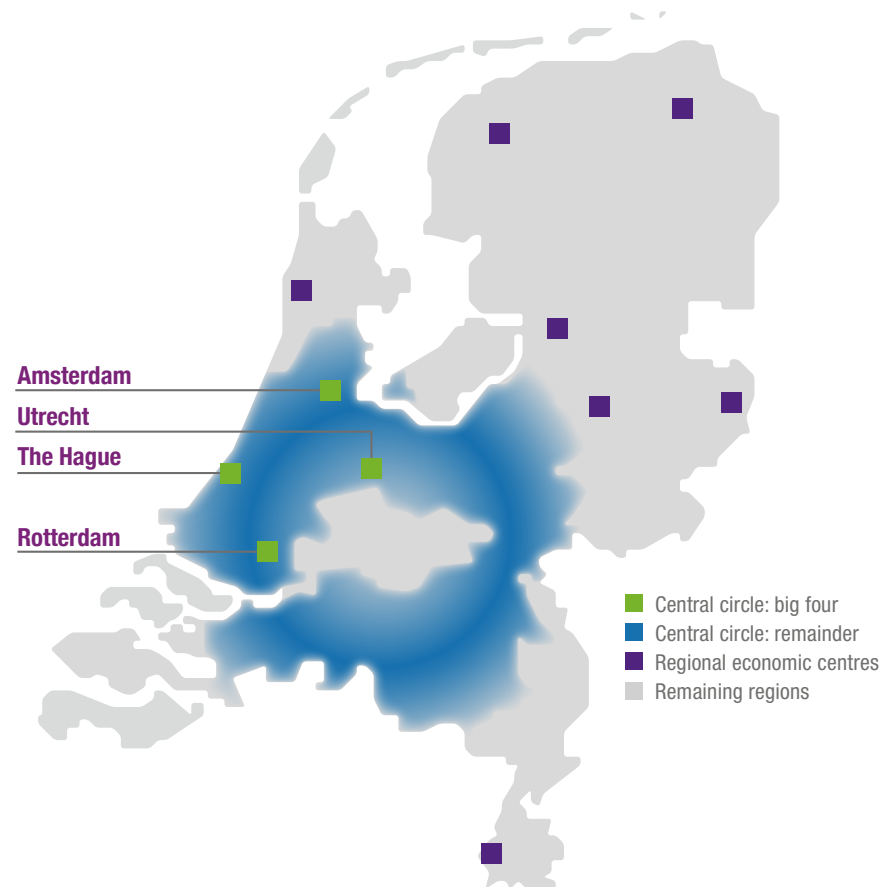 Amsterdam
Utrecht
The Hague
Rotterdam
Central circle: big four
Central circle: remainder
Regional economic centres
Remaining regions